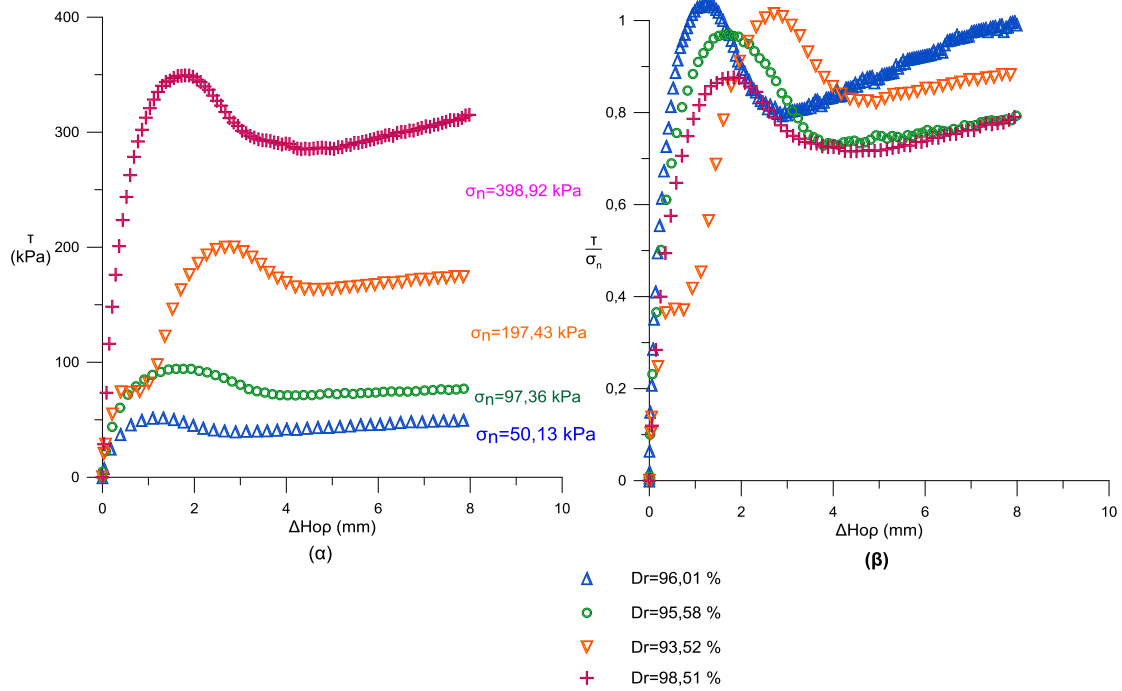 400
300
200
100
0
τ
(kPa)
σn=398,92 kPa
σn=197,43 kPa
σn=97,36 kPa
σn=50,13 kPa
0 2 4 6 8 10
ΔHορ (mm)
(α)
1
0,8
0,6
0,4
0,2
0
τ
σn
0 2 4 6 8 10
ΔHορ (mm)
(β)
Dr=96,01 %
Dr=95,58 %
Dr=93,52 %
Dr=98,51 %